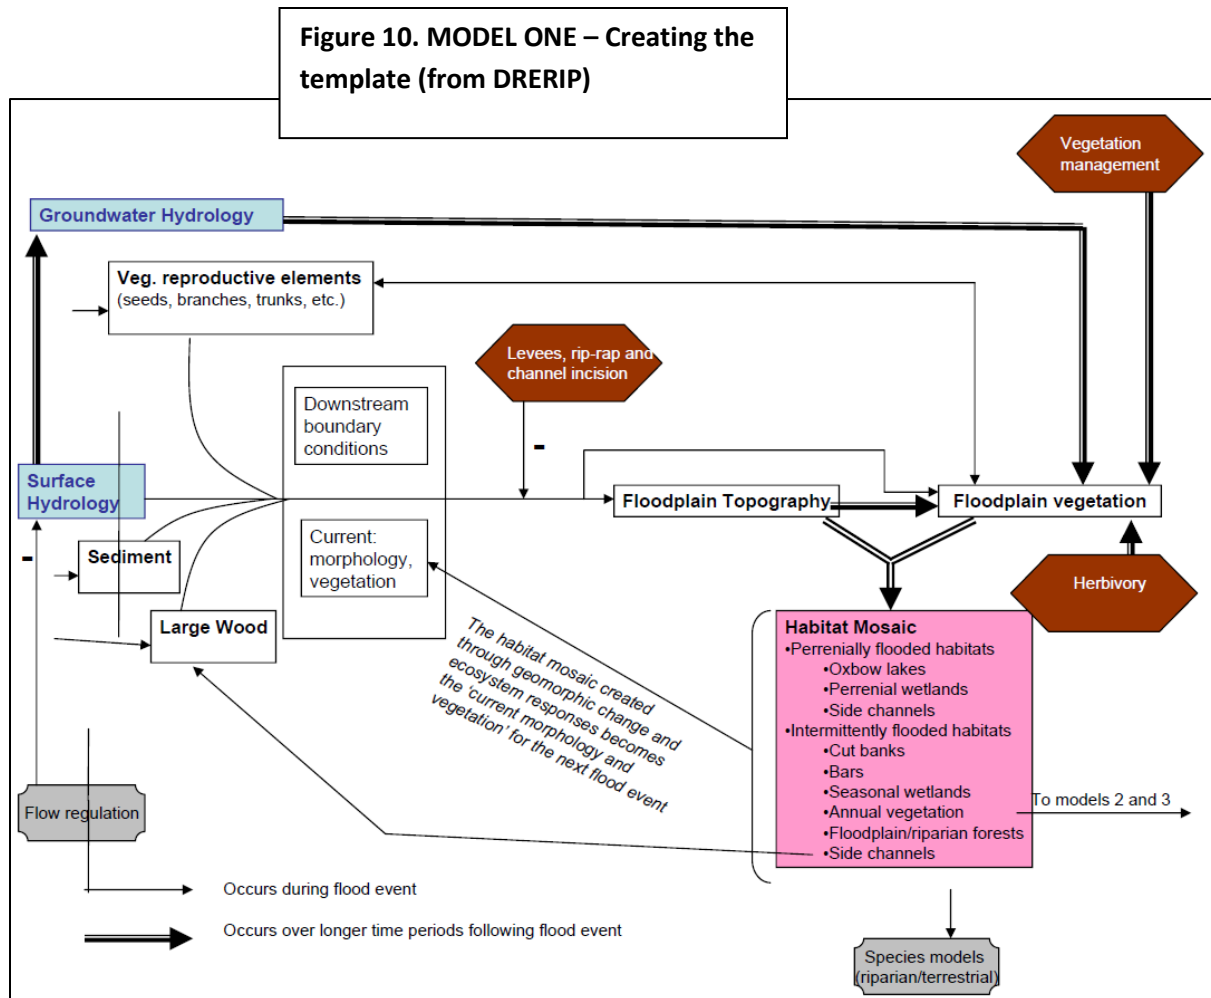 Figure 10. MODEL ONE – Creating the
template (from DRERIP)
Vegetation
management
Groundwater Hydrology
Veg. reproductive elements
(seeds, branches, trunks, etc.)
Levees, rip-rap and
channel incision
Downstream
boundary
conditions
-
Surface
Hydrology
Floodplain Topography
Floodplain vegetation
Current:
morphology,
vegetation
-
Sediment
Herbivory
Large Wood
The habitat mosaic created
through geomorphic change and
ecosystem responses becomes
the 'current morphology and
vegetation' for the next flood event
Habitat Mosaic
•Perrenially flooded habitats
•Oxbow lakes
•Perrenial wetlands
•Side channels
•Intermittently flooded habitats
•Cut banks
•Bars
•Seasonal wetlands
•Annual vegetation
•Floodplain/riparian forests
•Side channels
To models 2 and 3
Flow regulation
Occurs during flood event
Occurs over longer time periods following flood event
Species models
(riparian/terrestrial)